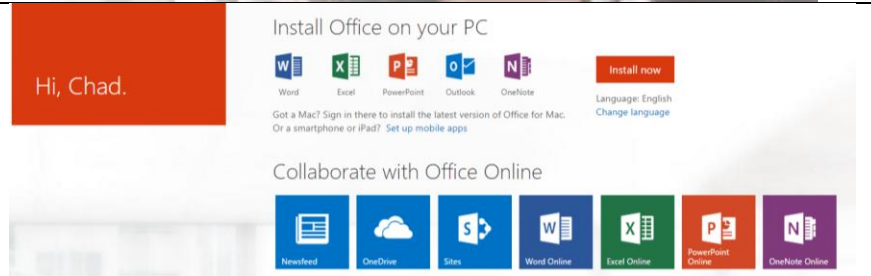 Hi, Chad.
Install Office on your PC
Word Excel PowerPoint Outlook OneNote
Got a Mac? Sign in there to install the latest version of Office for Mac.
Or a smartphone or iPad? Set up mobile apps
Install now
Language: English
Change language
Collaborate with Office Online
Newsfeed OneDrive Sites Word Online Excel Online PowerPoint Online OneNote Online